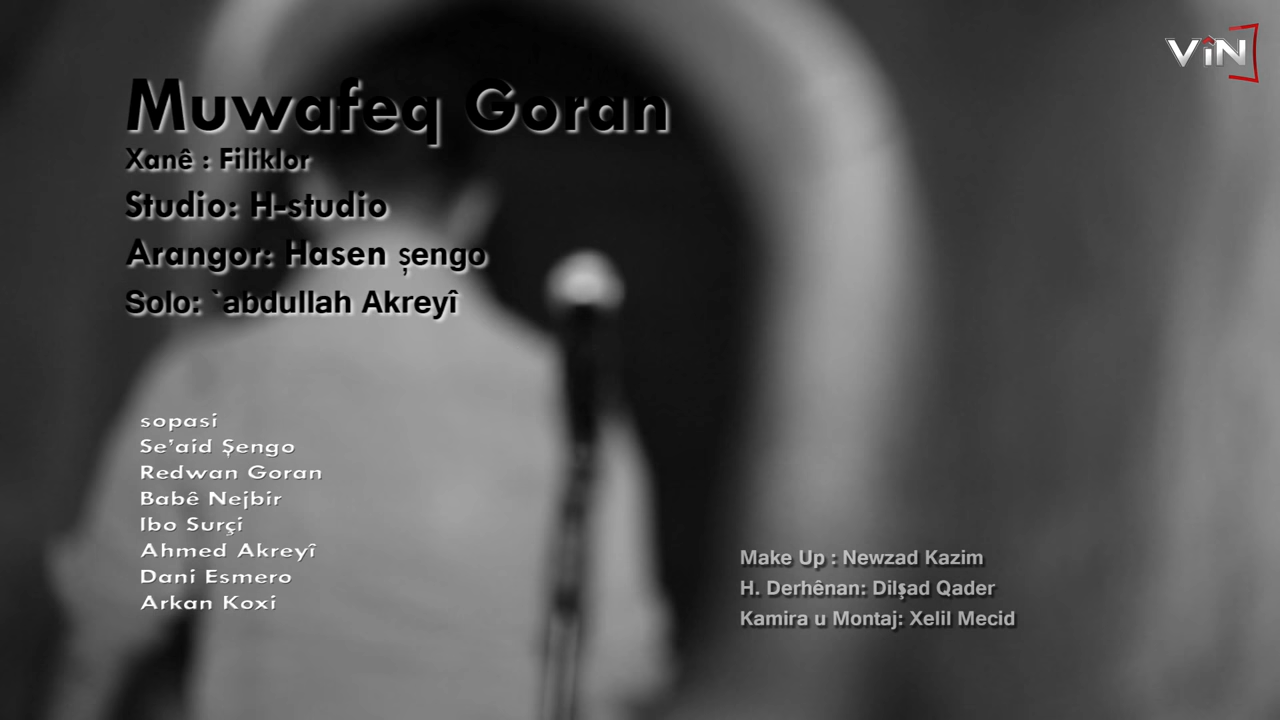 VîN
Muwafeq Goran
Xanê : Filiklor
Studio: H-studio
Arangor: Hasen şengo
Solo: `abdullah Akreyî
sopasi
Se'aid Şengo
Redwan Goran
Babê Nejbir
Ibo Surçi
Ahmed Akreyî
Dani Esmero
Arkan Koxi
Make Up : Newzad Kazim
H. Derhênan: Dilşad Qader
Kamira u Montaj: Xelil Mecid